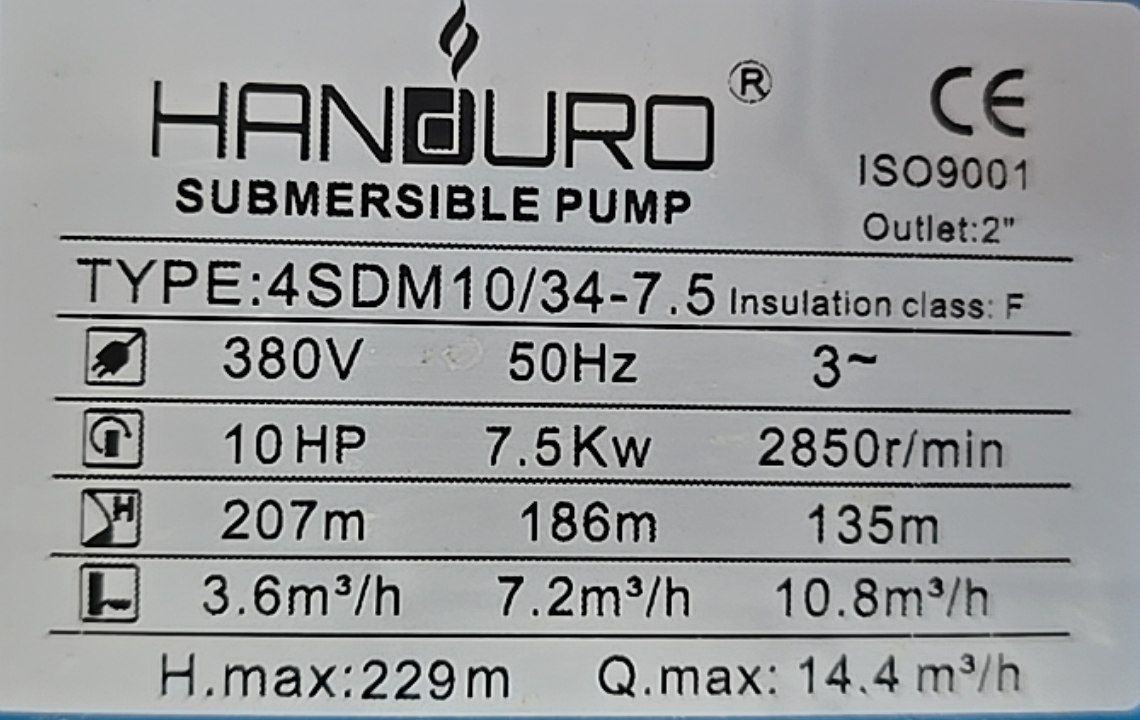 HANDURO ®
CE
SUBMERSIBLE PUMP
ISO9001
Outlet:2"
TYPE:4SDM10/34-7.5 Insulation class: F
380V 50Hz 3~
10HP 7.5Kw 2850r/min
H 207m 186m 135m
3.6m³/h 7.2m³/h 10.8m³/h
H.max:229m Q.max: 14.4 m³/h